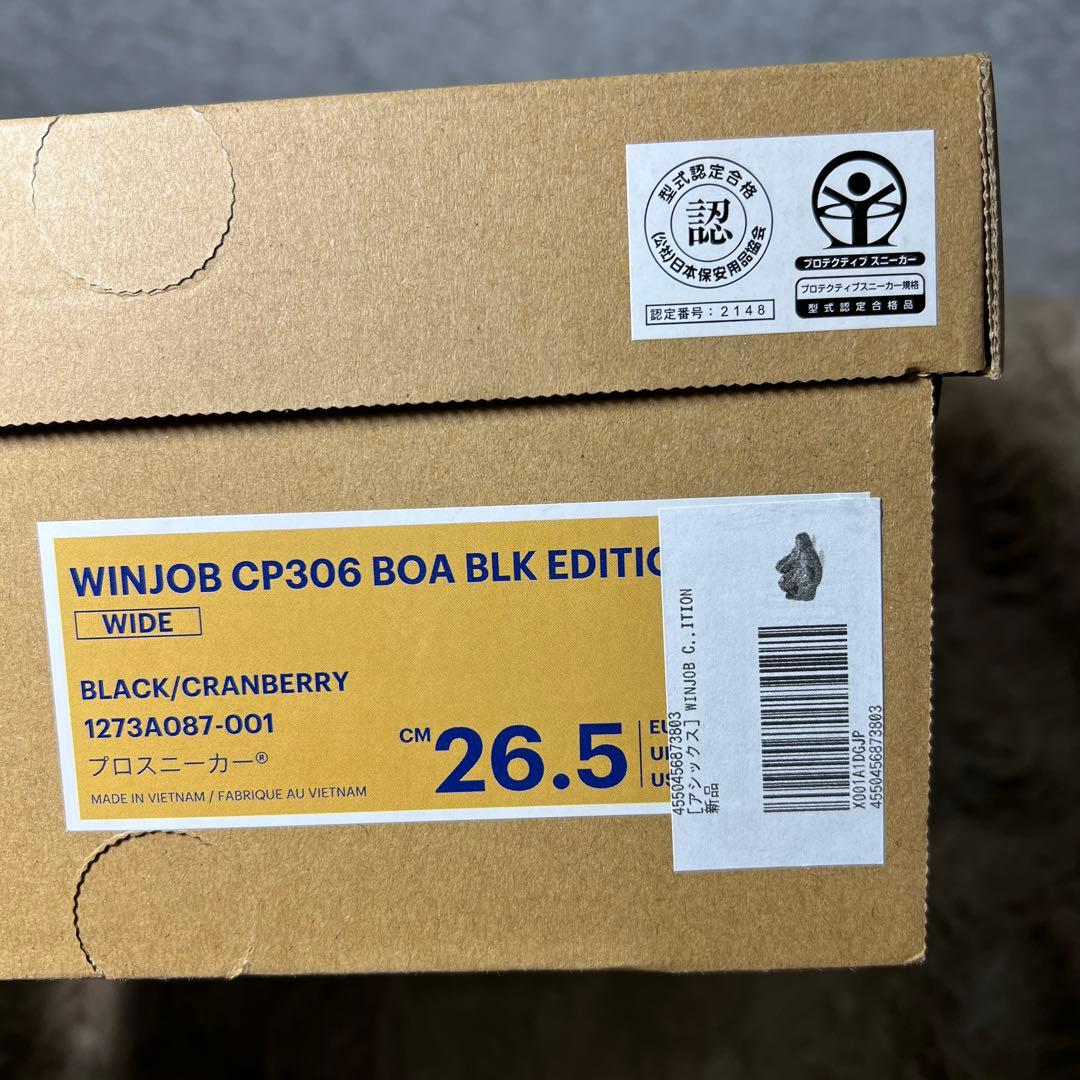 型式認定合格
認
(公社)日本保安用品協会
認定番号：2148
プロテクティブ スニーカー
プロテクティブスニーカー規格
型式認定合格品
WINJOB CP306 BOA BLK EDITIO
WIDE
BLACK/CRANBERRY
1273A087-001
プロスニーカー®
MADE IN VIETNAM / FABRIQUE AU VIETNAM
CM 26.5
EU
UK
US
4550456873803
[アシックス] WINJOB C..ITION
新品
X001A1DGJP
4550456873803